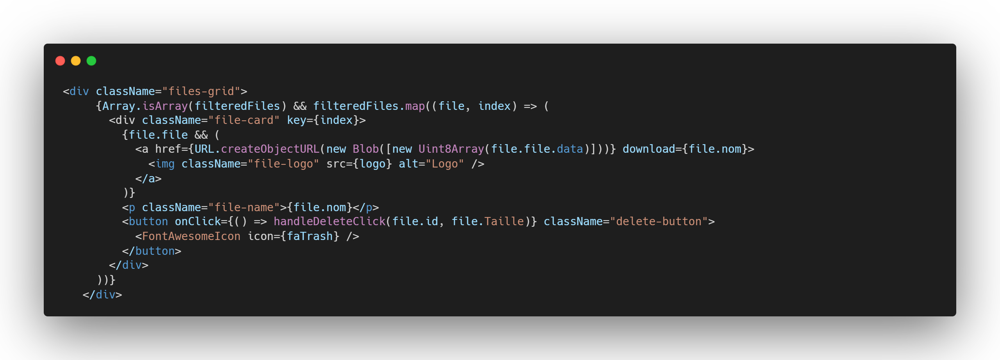 <div className="files-grid">
{Array.isArray(filteredFiles) && filteredFiles.map((file, index) => (
<div className="file-card" key={index}>
{file.file && (
<a href={URL.createObjectURL(new Blob([new Uint8Array(file.file.data)]))} download={file.nom}>
<img className="file-logo" src={logo} alt="Logo" />
</a>
)}
<p className="file-name">{file.nom}</p>
<button onClick={() => handleDeleteClick(file.id, file.Taille)} className="delete-button">
<FontAwesomeIcon icon={faTrash} />
</button>
</div>
))}
</div>